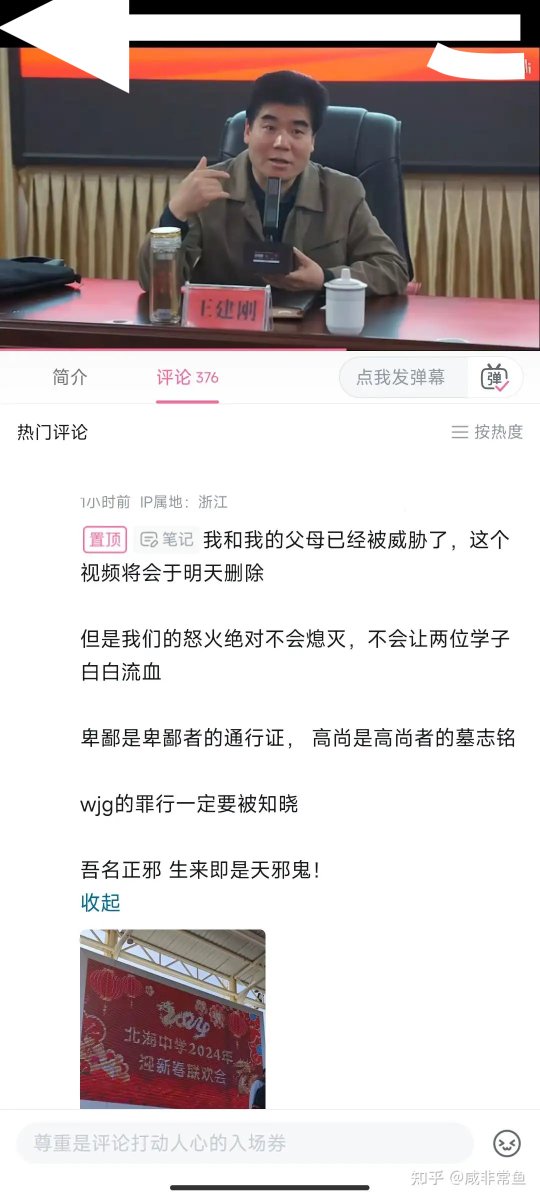 王建刚
简介
评论 376
点我发弹幕
弹
热门评论
按热度
1小时前 IP属地：浙江
置顶 笔记 我和我的父母已经被威胁了，这个
视频将会于明天删除
但是我们的怒火绝对不会熄灭，不会让两位学子
白白流血
卑鄙是卑鄙者的通行证， 高尚是高尚者的墓志铭
wjg的罪行一定要被知晓
吾名正邪 生来即是天邪鬼！
收起
2024
北海中学2024年
迎新春联欢会
尊重是评论打动人心的入场券
知乎 @咸非常鱼